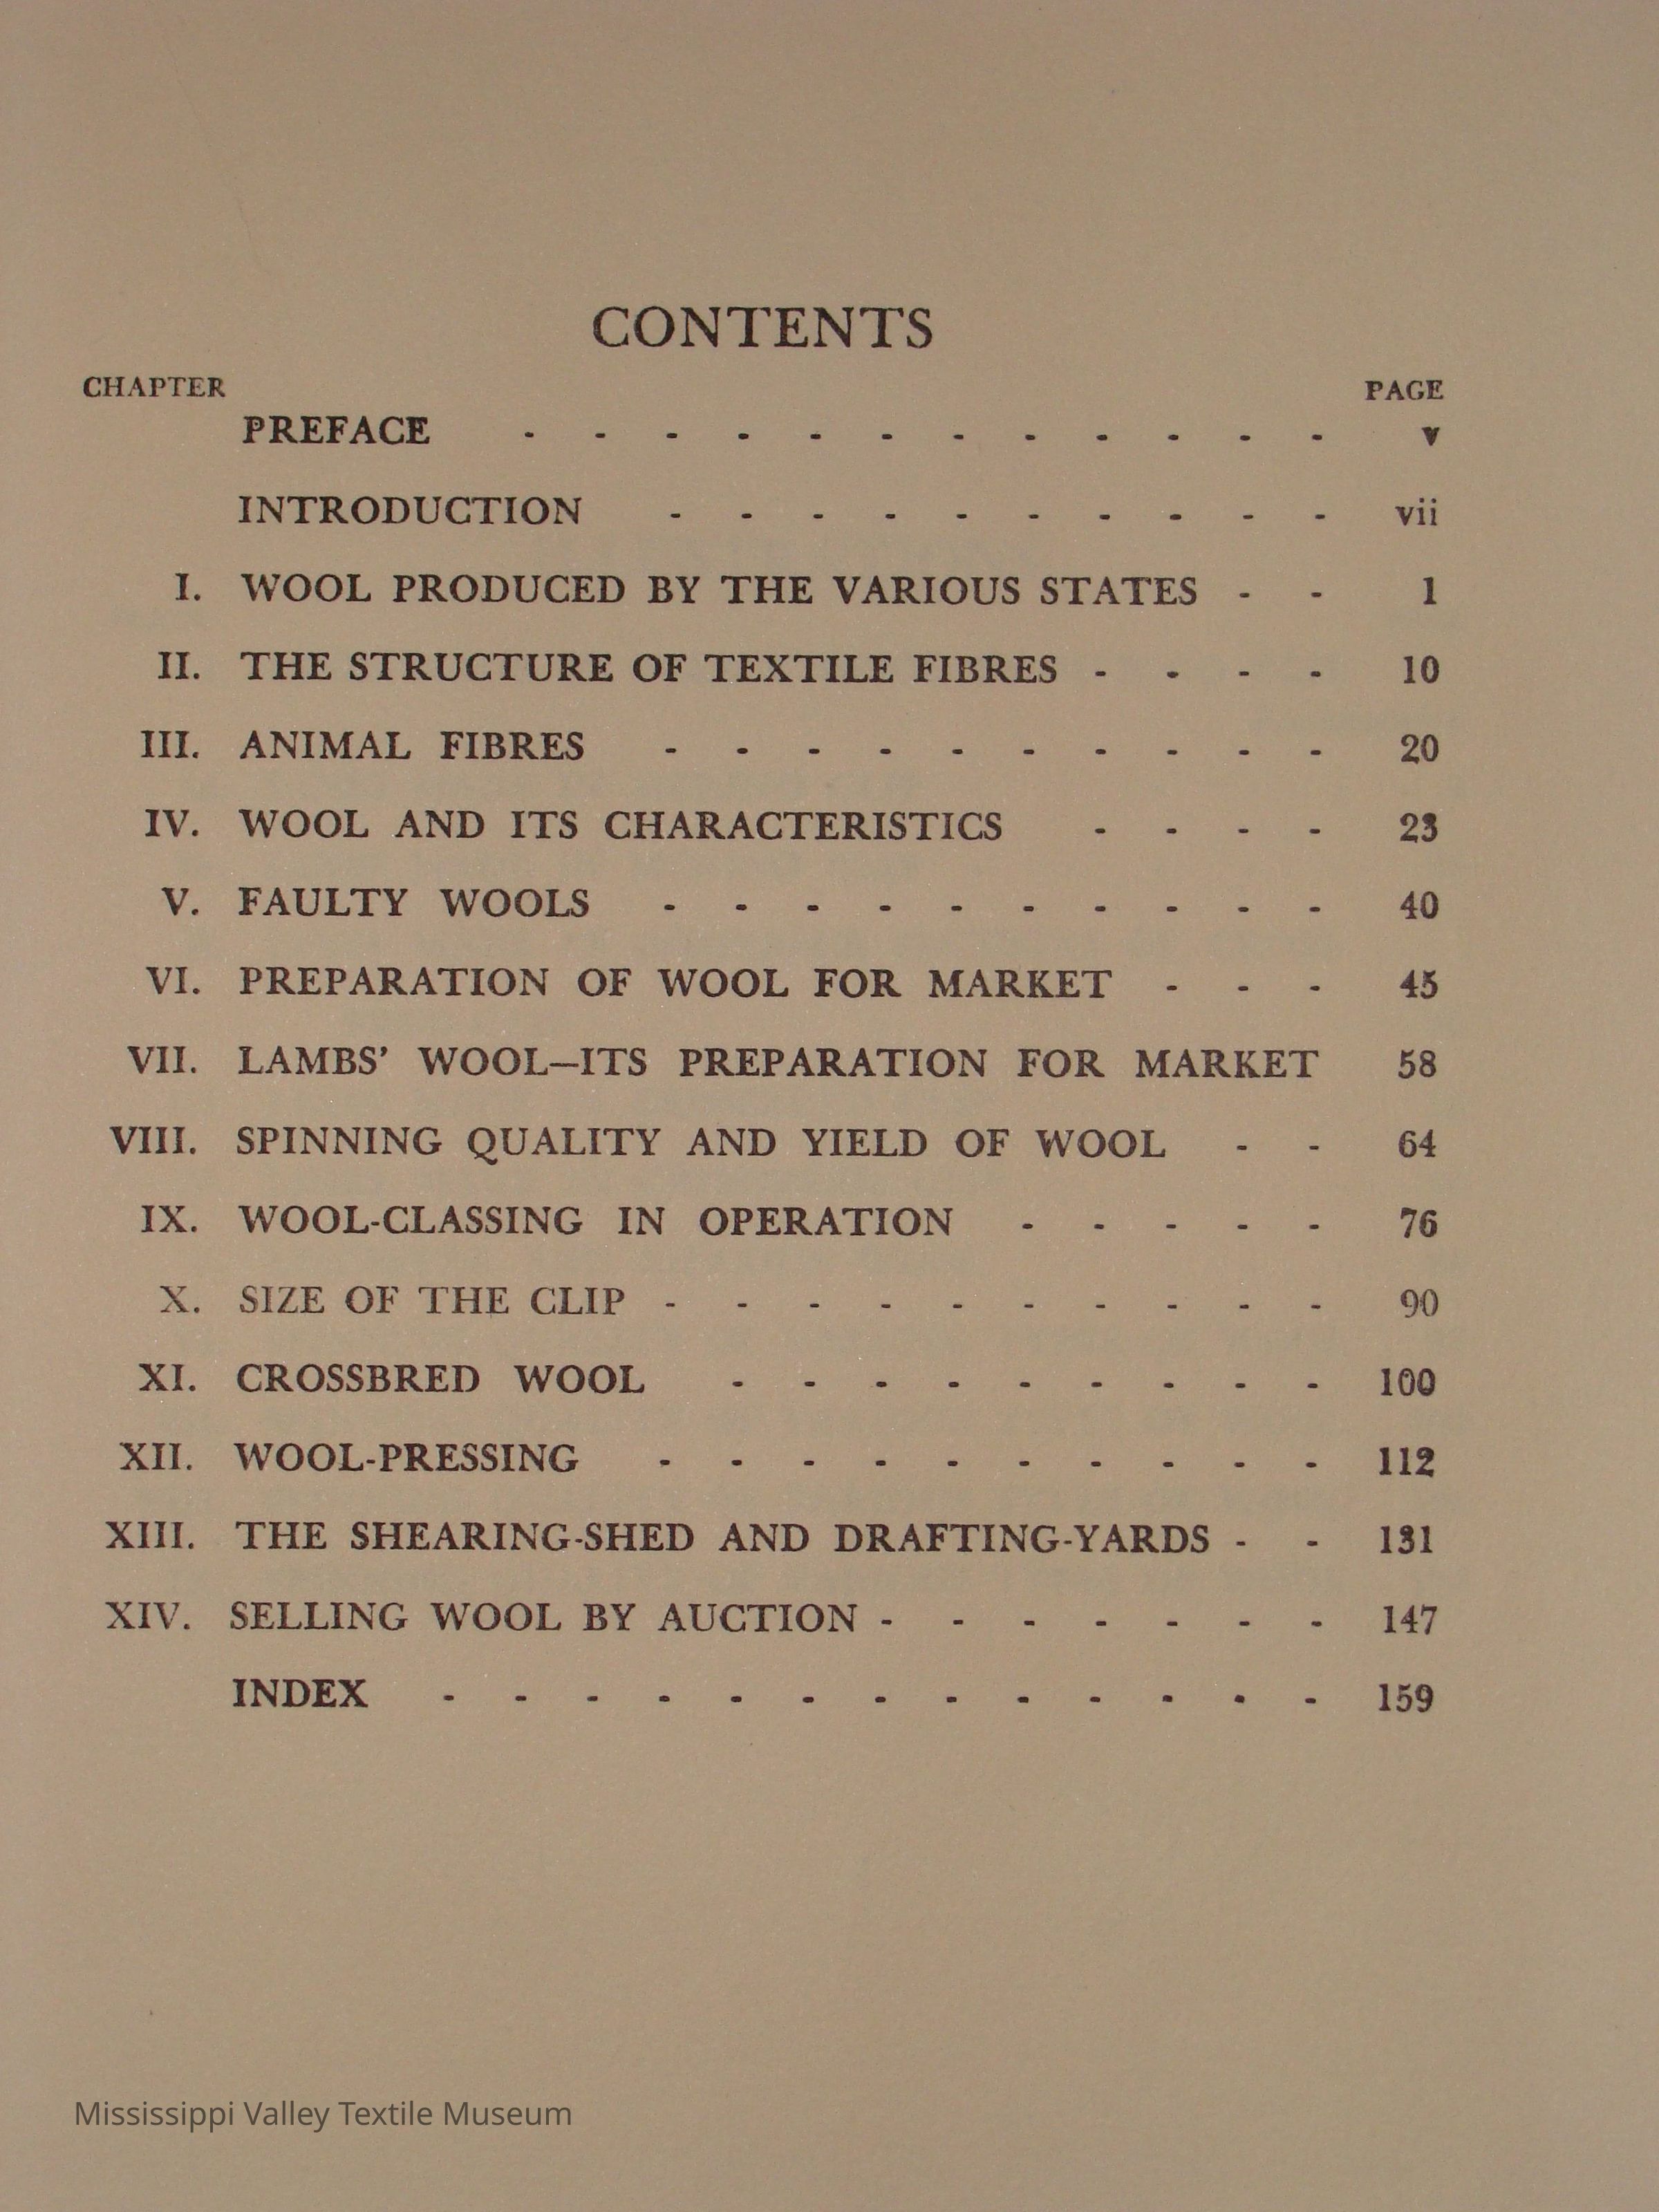 CONTENTS
CHAPTER PAGE
PREFACE - - - - - - - - - - - - v
INTRODUCTION - - - - - - - - - - vii
I. WOOL PRODUCED BY THE VARIOUS STATES - - 1
II. THE STRUCTURE OF TEXTILE FIBRES - - - - 10
III. ANIMAL FIBRES - - - - - - - - - - 20
IV. WOOL AND ITS CHARACTERISTICS - - - - 23
V. FAULTY WOOLS - - - - - - - - - - 40
VI. PREPARATION OF WOOL FOR MARKET - - - 45
VII. LAMBS' WOOL—ITS PREPARATION FOR MARKET 58
VIII. SPINNING QUALITY AND YIELD OF WOOL - - 64
IX. WOOL-CLASSING IN OPERATION - - - - - 76
X. SIZE OF THE CLIP - - - - - - - - - - 90
XI. CROSSBRED WOOL - - - - - - - - - 100
XII. WOOL-PRESSING - - - - - - - - - - 112
XIII. THE SHEARING-SHED AND DRAFTING-YARDS - - 131
XIV. SELLING WOOL BY AUCTION - - - - - - - 147
INDEX - - - - - - - - - - - - - 159
Mississippi Valley Textile Museum